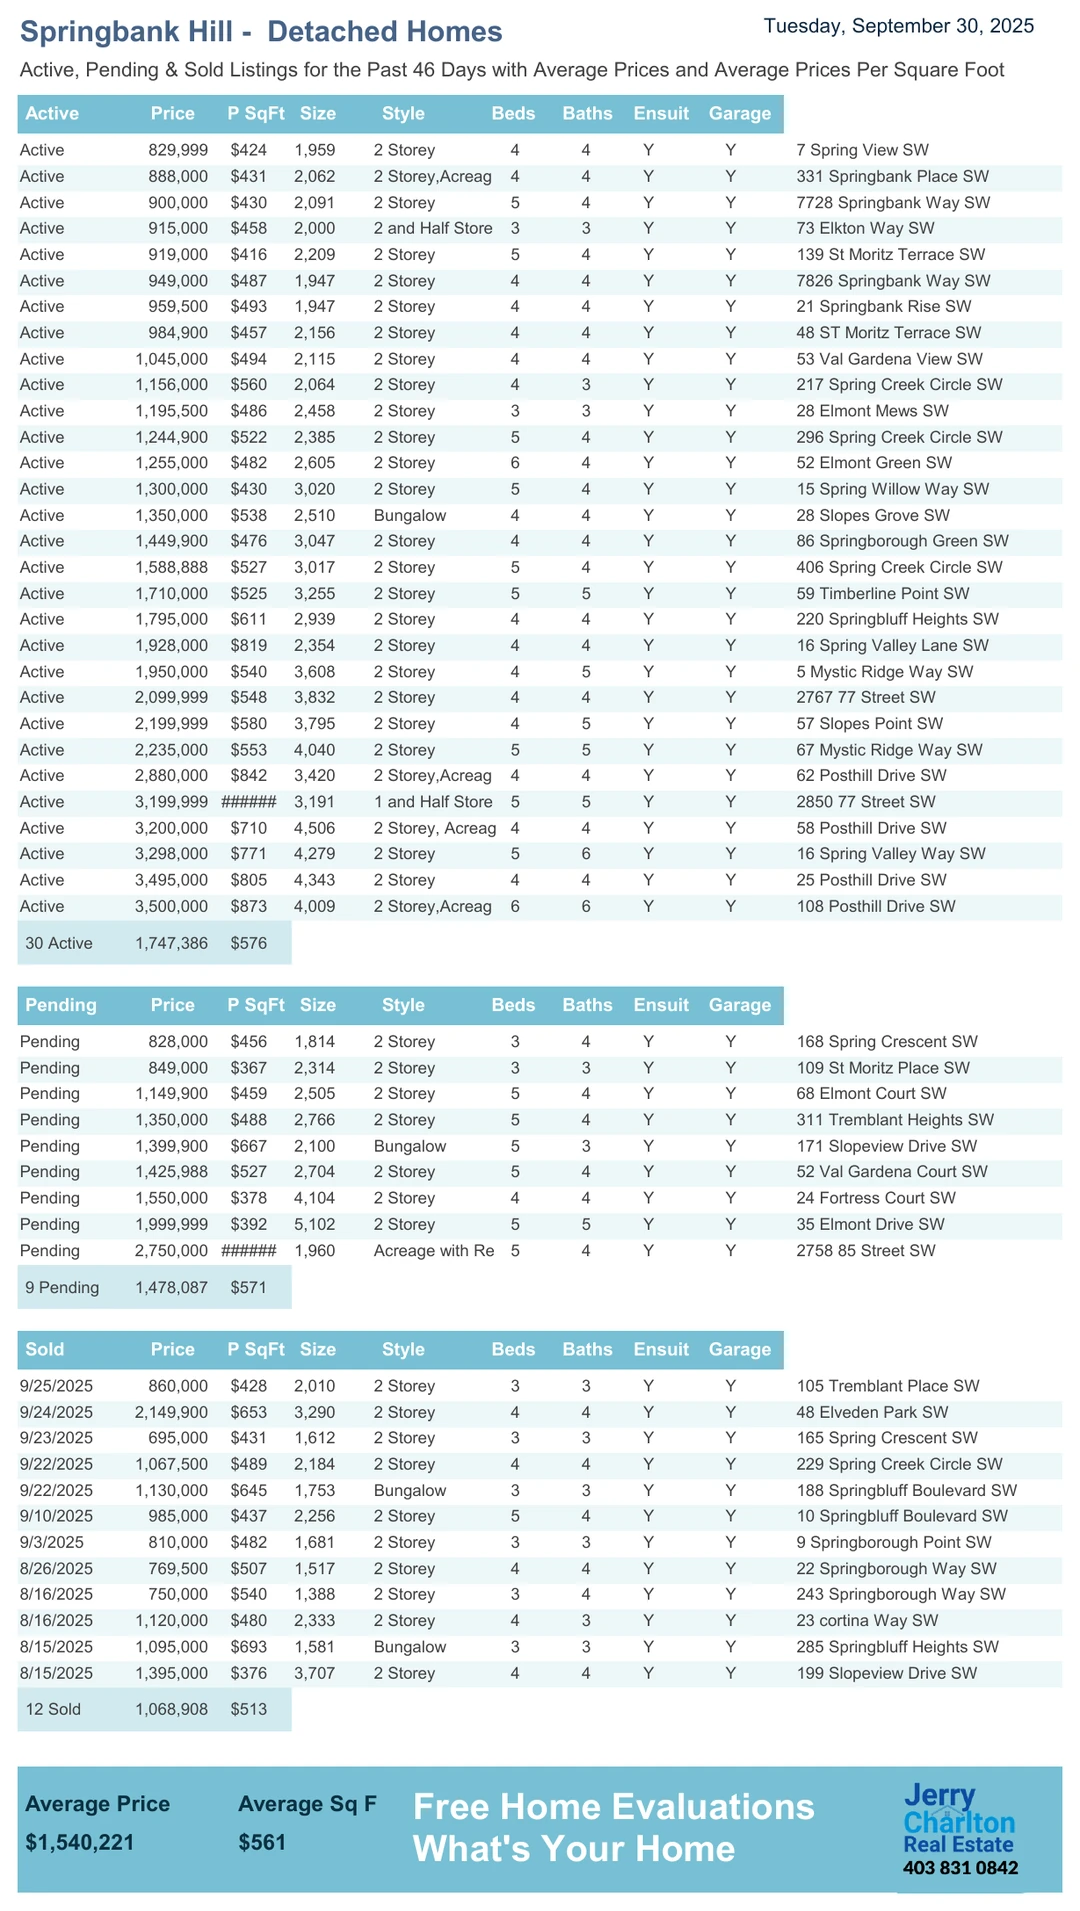 Springbank Hill - Detached Homes
Tuesday, September 30, 2025
Active, Pending & Sold Listings for the Past 46 Days with Average Prices and Average Prices Per Square Foot
Active Price P SqFt Size Style Beds Baths Ensuit Garage
Active 829,999 $424 1,959 2 Storey 4 4 Y Y 7 Spring View SW
Active 888,000 $431 2,062 2 Storey,Acreag 4 4 Y Y 331 Springbank Place SW
Active 900,000 $430 2,091 2 Storey 5 4 Y Y 7728 Springbank Way SW
Active 915,000 $458 2,000 2 and Half Store 3 3 Y Y 73 Elkton Way SW
Active 919,000 $416 2,209 2 Storey 5 4 Y Y 139 St Moritz Terrace SW
Active 949,000 $487 1,947 2 Storey 4 4 Y Y 7826 Springbank Way SW
Active 959,500 $493 1,947 2 Storey 4 4 Y Y 21 Springbank Rise SW
Active 984,900 $457 2,156 2 Storey 4 4 Y Y 48 ST Moritz Terrace SW
Active 1,045,000 $494 2,115 2 Storey 4 4 Y Y 53 Val Gardena View SW
Active 1,156,000 $560 2,064 2 Storey 4 3 Y Y 217 Spring Creek Circle SW
Active 1,195,500 $486 2,458 2 Storey 3 3 Y Y 28 Elmont Mews SW
Active 1,244,900 $522 2,385 2 Storey 5 4 Y Y 296 Spring Creek Circle SW
Active 1,255,000 $482 2,605 2 Storey 6 4 Y Y 52 Elmont Green SW
Active 1,300,000 $430 3,020 2 Storey 5 4 Y Y 15 Spring Willow Way SW
Active 1,350,000 $538 2,510 Bungalow 4 4 Y Y 28 Slopes Grove SW
Active 1,449,900 $476 3,047 2 Storey 4 4 Y Y 86 Springborough Green SW
Active 1,588,888 $527 3,017 2 Storey 5 4 Y Y 406 Spring Creek Circle SW
Active 1,710,000 $525 3,255 2 Storey 5 5 Y Y 59 Timberline Point SW
Active 1,795,000 $611 2,939 2 Storey 4 4 Y Y 220 Springbluff Heights SW
Active 1,928,000 $819 2,354 2 Storey 4 4 Y Y 16 Spring Valley Lane SW
Active 1,950,000 $540 3,608 2 Storey 4 5 Y Y 5 Mystic Ridge Way SW
Active 2,099,999 $548 3,832 2 Storey 4 4 Y Y 2767 77 Street SW
Active 2,199,999 $580 3,795 2 Storey 4 5 Y Y 57 Slopes Point SW
Active 2,235,000 $553 4,040 2 Storey 5 5 Y Y 67 Mystic Ridge Way SW
Active 2,880,000 $842 3,420 2 Storey,Acreag 4 4 Y Y 62 Posthill Drive SW
Active 3,199,999 ###### 3,191 1 and Half Store 5 5 Y Y 2850 77 Street SW
Active 3,200,000 $710 4,506 2 Storey, Acreag 4 4 Y Y 58 Posthill Drive SW
Active 3,298,000 $771 4,279 2 Storey 5 6 Y Y 16 Spring Valley Way SW
Active 3,495,000 $805 4,343 2 Storey 4 4 Y Y 25 Posthill Drive SW
Active 3,500,000 $873 4,009 2 Storey,Acreag 6 6 Y Y 108 Posthill Drive SW
30 Active 1,747,386 $576
Pending Price P SqFt Size Style Beds Baths Ensuit Garage
Pending 828,000 $456 1,814 2 Storey 3 4 Y Y 168 Spring Crescent SW
Pending 849,000 $367 2,314 2 Storey 3 3 Y Y 109 St Moritz Place SW
Pending 1,149,900 $459 2,505 2 Storey 5 4 Y Y 68 Elmont Court SW
Pending 1,350,000 $488 2,766 2 Storey 5 4 Y Y 311 Tremblant Heights SW
Pending 1,399,900 $667 2,100 Bungalow 5 3 Y Y 171 Slopeview Drive SW
Pending 1,425,988 $527 2,704 2 Storey 5 4 Y Y 52 Val Gardena Court SW
Pending 1,550,000 $378 4,104 2 Storey 4 4 Y Y 24 Fortress Court SW
Pending 1,999,999 $392 5,102 2 Storey 5 5 Y Y 35 Elmont Drive SW
Pending 2,750,000 ###### 1,960 Acreage with Re 5 4 Y Y 2758 85 Street SW
9 Pending 1,478,087 $571
Sold Price P SqFt Size Style Beds Baths Ensuit Garage
9/25/2025 860,000 $428 2,010 2 Storey 3 3 Y Y 105 Tremblant Place SW
9/24/2025 2,149,900 $653 3,290 2 Storey 4 4 Y Y 48 Elveden Park SW
9/23/2025 695,000 $431 1,612 2 Storey 3 3 Y Y 165 Spring Crescent SW
9/22/2025 1,067,500 $489 2,184 2 Storey 4 4 Y Y 229 Spring Creek Circle SW
9/22/2025 1,130,000 $645 1,753 Bungalow 3 3 Y Y 188 Springbluff Boulevard SW
9/10/2025 985,000 $437 2,256 2 Storey 5 4 Y Y 10 Springbluff Boulevard SW
9/3/2025 810,000 $482 1,681 2 Storey 3 3 Y Y 9 Springborough Point SW
8/26/2025 769,500 $507 1,517 2 Storey 4 4 Y Y 22 Springborough Way SW
8/16/2025 750,000 $540 1,388 2 Storey 3 4 Y Y 243 Springborough Way SW
8/16/2025 1,120,000 $480 2,333 2 Storey 4 3 Y Y 23 cortina Way SW
8/15/2025 1,095,000 $693 1,581 Bungalow 3 3 Y Y 285 Springbluff Heights SW
8/15/2025 1,395,000 $376 3,707 2 Storey 4 4 Y Y 199 Slopeview Drive SW
12 Sold 1,068,908 $513
Average Price Average Sq F
$1,540,221 $561
Free Home Evaluations
What's Your Home
Jerry
Charlton
Real Estate
403 831 0842